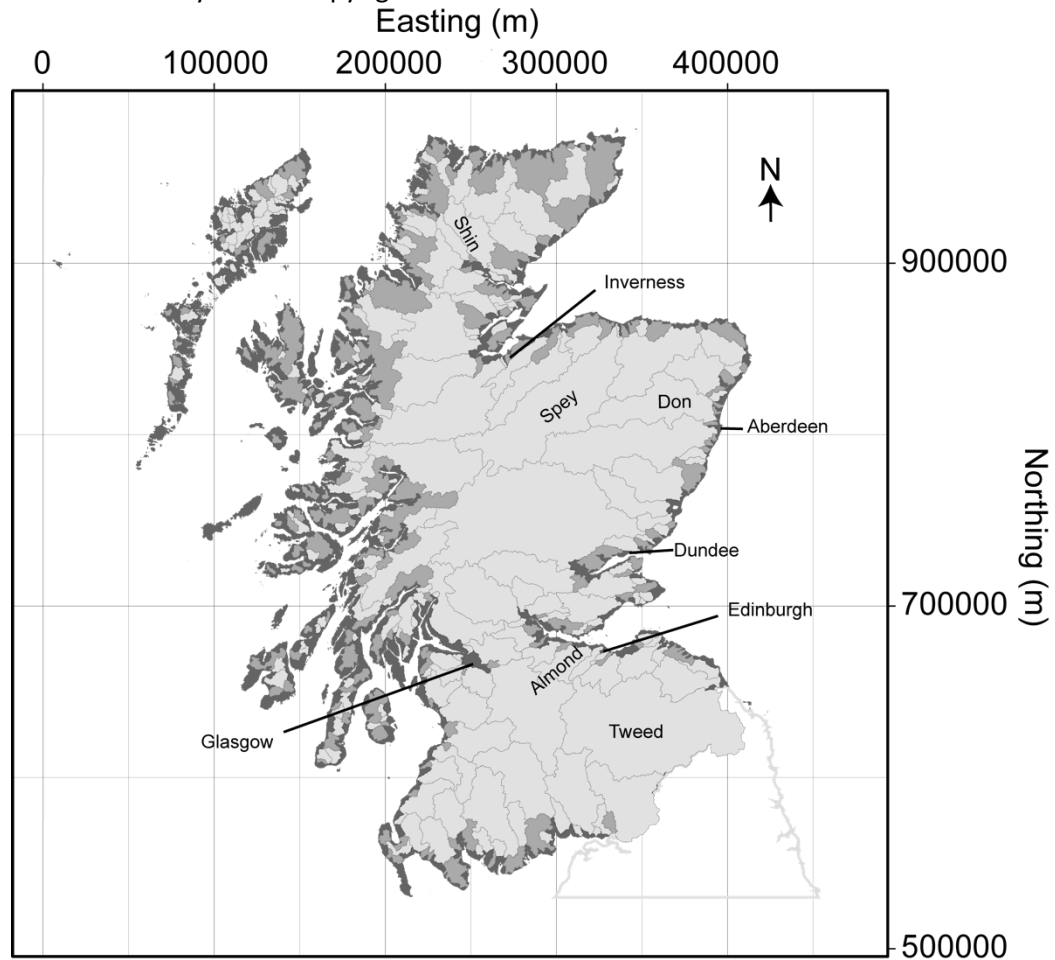 Easting (m)
0 100000 200000 300000 400000
N
Shin
900000
Inverness
Spey
Don
Aberdeen
Northing (m)
Dundee
Edinburgh
700000
Almond
Glasgow
Tweed
500000